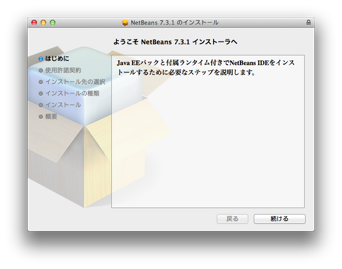 NetBeans 7.3.1 のインストール
ようこそ NetBeans 7.3.1 インストーラへ
はじめに
使用許諾契約
インストール先の選択
インストールの種類
インストール
概要
Java EEパックと付属ランタイム付きでNetBeans IDEをインス
トールするために必要なステップを説明します。
戻る
続ける